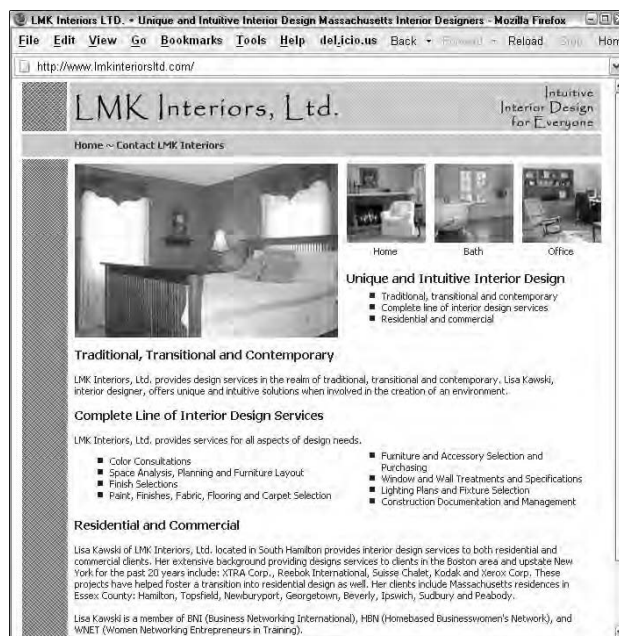 LMK Interiors LTD. • Unique and Intuitive Interior Design Massachusetts Interior Designers - Mozilla Firefox
File Edit View Go Bookmarks Tools Help del.icio.us Back Forward Reload Stop Hom
http://www.lmkinteriorsltd.com/
LMK Interiors, Ltd.
Intuitive
Interior Design
for Everyone
Home ~ Contact LMK Interiors
Home
Bath
Office
Unique and Intuitive Interior Design
Traditional, transitional and contemporary
Complete line of interior design services
Residential and commercial
Traditional, Transitional and Contemporary
LMK Interiors, Ltd. provides design services in the realm of traditional, transitional and contemporary. Lisa Kawski,
interior designer, offers unique and intuitive solutions when involved in the creation of an environment.
Complete Line of Interior Design Services
LMK Interiors, Ltd. provides services for all aspects of design needs.
Color Consultations
Space Analysis, Planning and Furniture Layout
Finish Selections
Paint, Finishes, Fabric, Flooring and Carpet Selection
Furniture and Accessory Selection and
Purchasing
Window and Wall Treatments and Specifications
Lighting Plans and Fixture Selection
Construction Documentation and Management
Residential and Commercial
Lisa Kawski of LMK Interiors, Ltd. located in South Hamilton provides interior design services to both residential and
commercial clients. Her extensive background providing designs services to clients in the Boston area and upstate New
York for the past 20 years include: XTRA Corp., Reebok International, Suisse Chalet, Kodak and Xerox Corp. These
projects have helped foster a transition into residential design as well. Her clients include Massachusetts residences in
Essex County: Hamilton, Topsfield, Newburyport, Georgetown, Beverly, Ipswich, Sudbury and Peabody.
Lisa Kawski is a member of BNI (Business Networking International), HBN (Homebased Businesswomen's Network), and
WNET (Women Networking Entrepreneurs in Training).